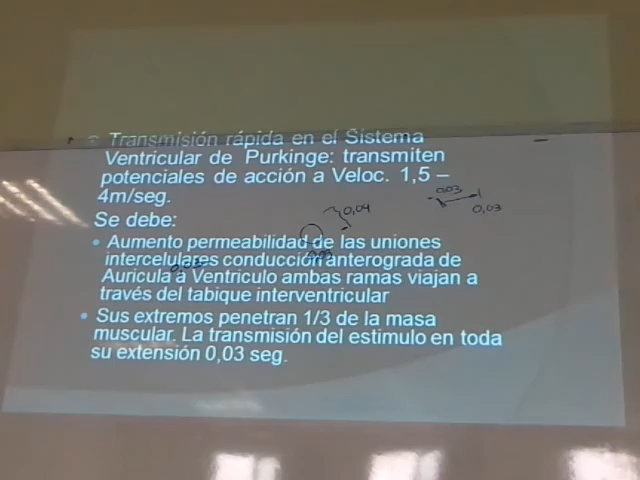 Transmisión rápida en el Sistema
Ventricular de Purkinge: transmiten
potenciales de acción a Veloc. 1,5 –
4m/seg.
0,03
0,04
0,03
Se debe:
• Aumento permeabilidad de las uniones
intercelulares conducción anterograda de
Auricula a Ventriculo ambas ramas viajan a
través del tabique interventricular
• Sus extremos penetran 1/3 de la masa
muscular. La transmisión del estimulo en toda
su extensión 0,03 seg.